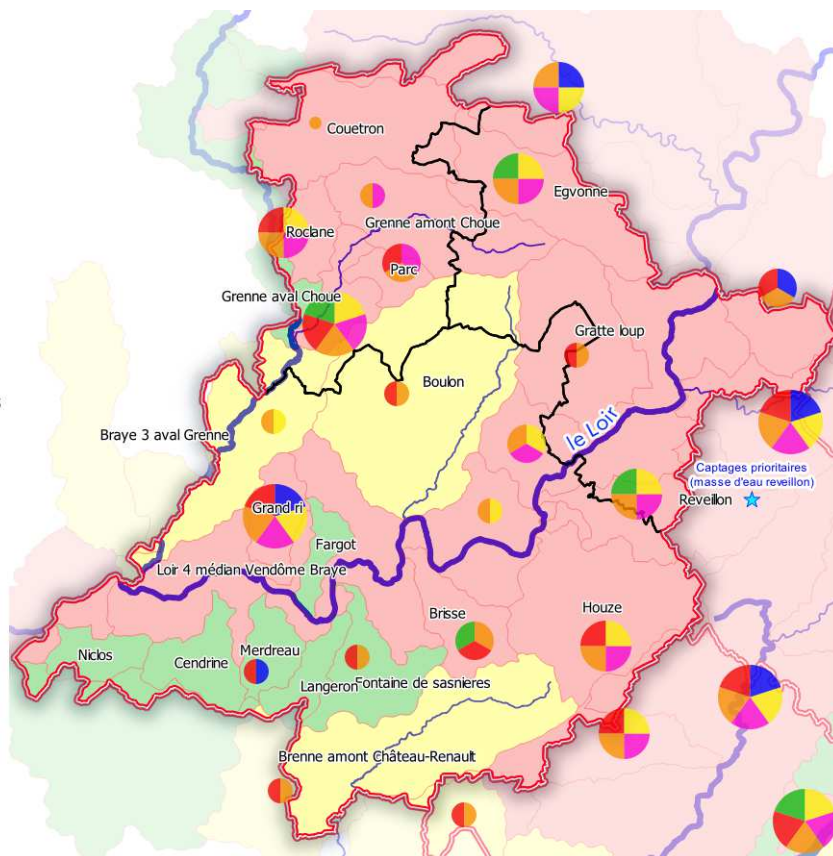 Couetron
Egvonne
Roclane
Grenne amont Choue
Parc
Grenne aval Choue
Gratte loup
Boulon
le Loir
Braye 3 aval Grenne
Captages prioritaires
(masse d'eau reveillon)
Reveillon
Grand ri
Fargot
Loir 4 médian Vendôme Braye
Brisse
Houze
Niclos
Cendrine
Merdreau
Langeron
Fontaine de sasnieres
Brenne amont Château-Renault